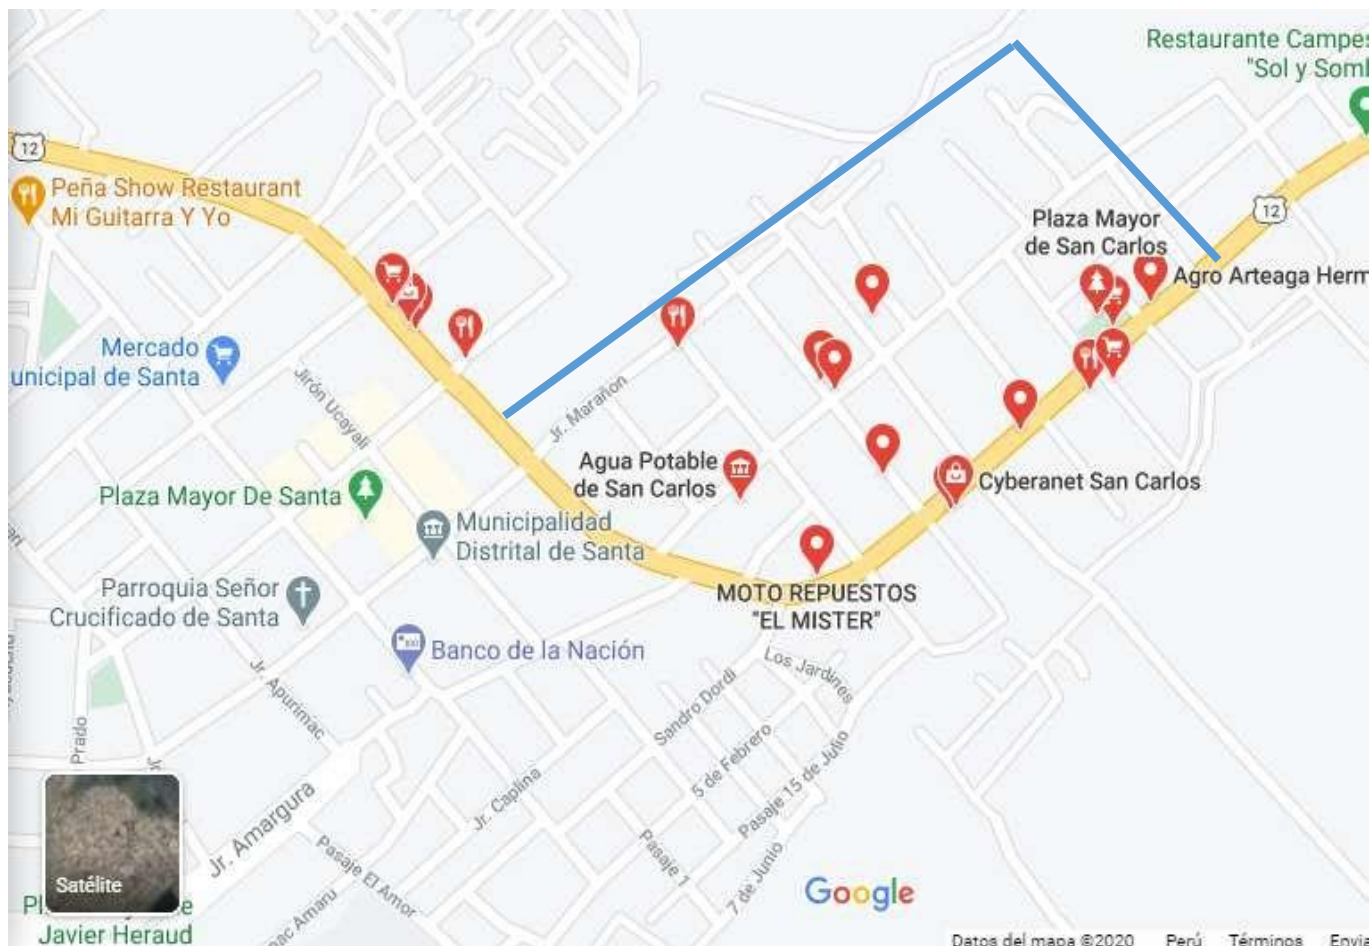 Restaurante Campes
"Sol y Soml
12
Peña Show Restaurant
Mi Guitarra Y Yo
12
Plaza Mayor
de San Carlos
Agro Arteaga Herm
Mercado
unicipal de Santa
Jirón Ucayali
Jr. Marañon
Agua Potable
de San Carlos
Cyberanet San Carlos
Plaza Mayor De Santa
Municipalidad
Distrital de Santa
Parroquia Señor
Crucificado de Santa
MOTO REPUESTOS
"EL MISTER"
Banco de la Nación
Los Jardines
Jr. Apurimac
Sandro Dordi
Prado
5 de Febrero
Pasaje 15 de Julio
Jr. Caplina
Jr. Amargura
Pasaje El Amor
Pasaje 1
7 de Junio
Satélite
Google
Javier Heraud
ac Amaru
Datos del mapa ©2020 Perú Términos Envia